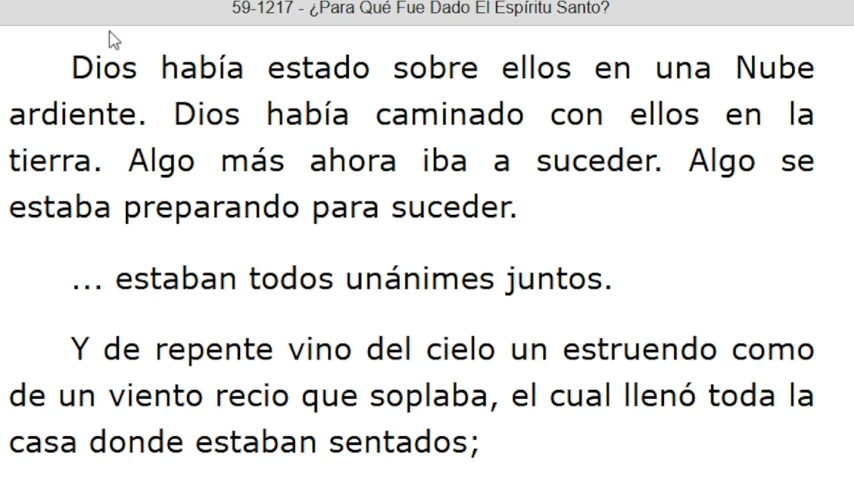 59-1217 - ¿Para Qué Fue Dado El Espíritu Santo?
Dios había estado sobre ellos en una Nube
ardiente. Dios había caminado con ellos en la
tierra. Algo más ahora iba a suceder. Algo se
estaba preparando para suceder.
... estaban todos unánimes juntos.
Y de repente vino del cielo un estruendo como
de un viento recio que soplaba, el cual llenó toda la
casa donde estaban sentados;